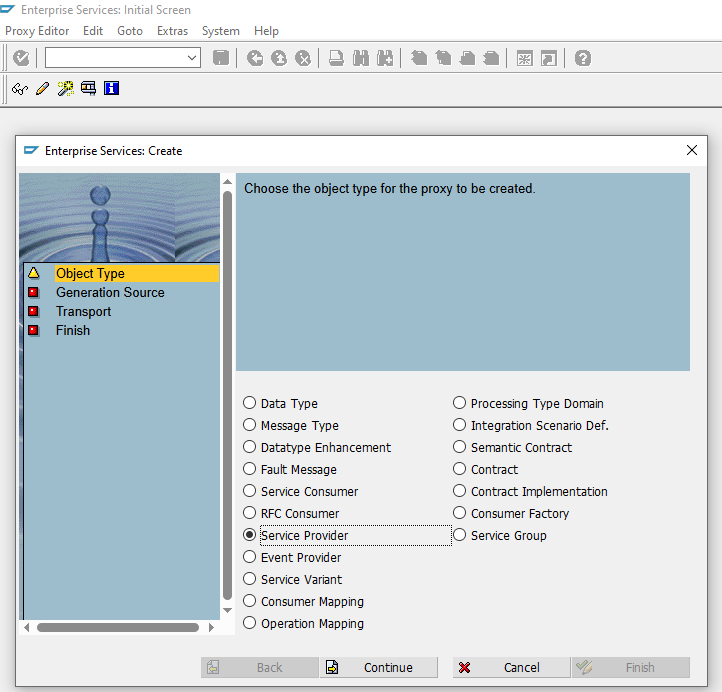 Enterprise Services: Initial Screen
Proxy Editor Edit Goto Extras System Help
Enterprise Services: Create
Choose the object type for the proxy to be created.
Object Type
Generation Source
Transport
Finish
Data Type
Message Type
Datatype Enhancement
Fault Message
Service Consumer
RFC Consumer
Service Provider
Event Provider
Service Variant
Consumer Mapping
Operation Mapping
Processing Type Domain
Integration Scenario Def.
Semantic Contract
Contract
Contract Implementation
Consumer Factory
Service Group
Back Continue Cancel Finish